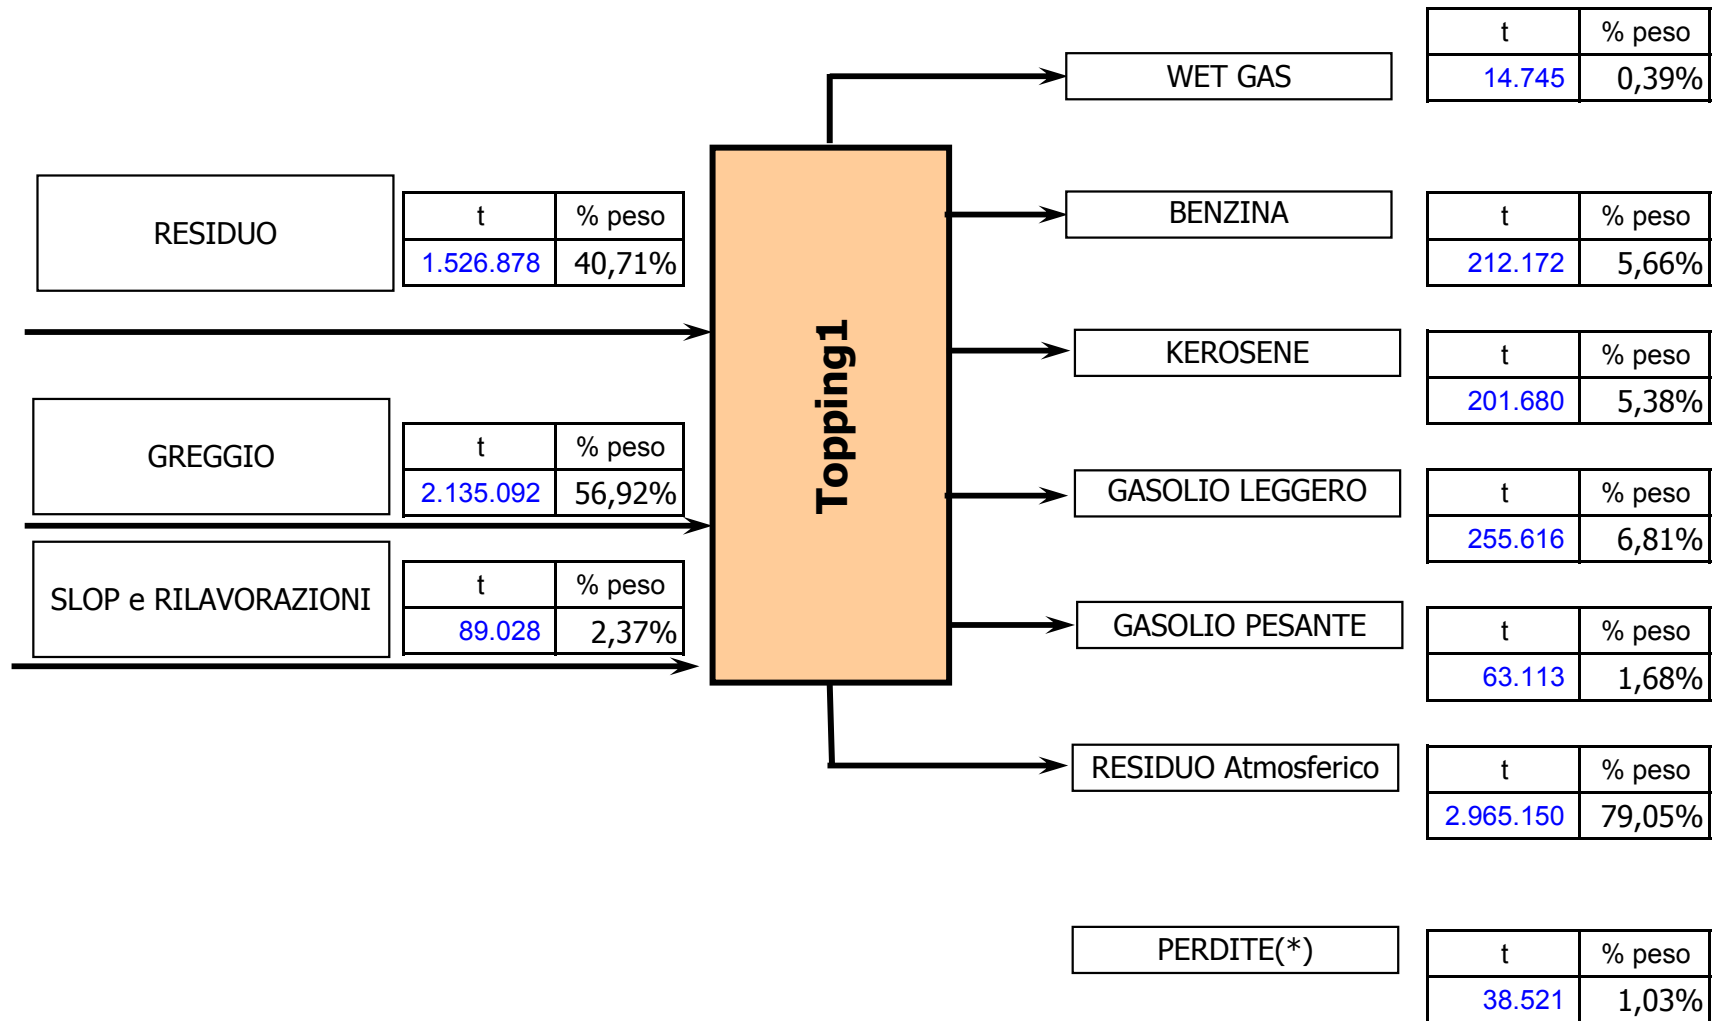 RESIDUO
t % peso
1.526.878 40,71%
GREGGIO
t % peso
2.135.092 56,92%
SLOP e RILAVORAZIONI
t % peso
89.028 2,37%
Topping1
WET GAS
t % peso
14.745 0,39%
BENZINA
t % peso
212.172 5,66%
KEROSENE
t % peso
201.680 5,38%
GASOLIO LEGGERO
t % peso
255.616 6,81%
GASOLIO PESANTE
t % peso
63.113 1,68%
RESIDUO Atmosferico
t % peso
2.965.150 79,05%
PERDITE(*)
t % peso
38.521 1,03%